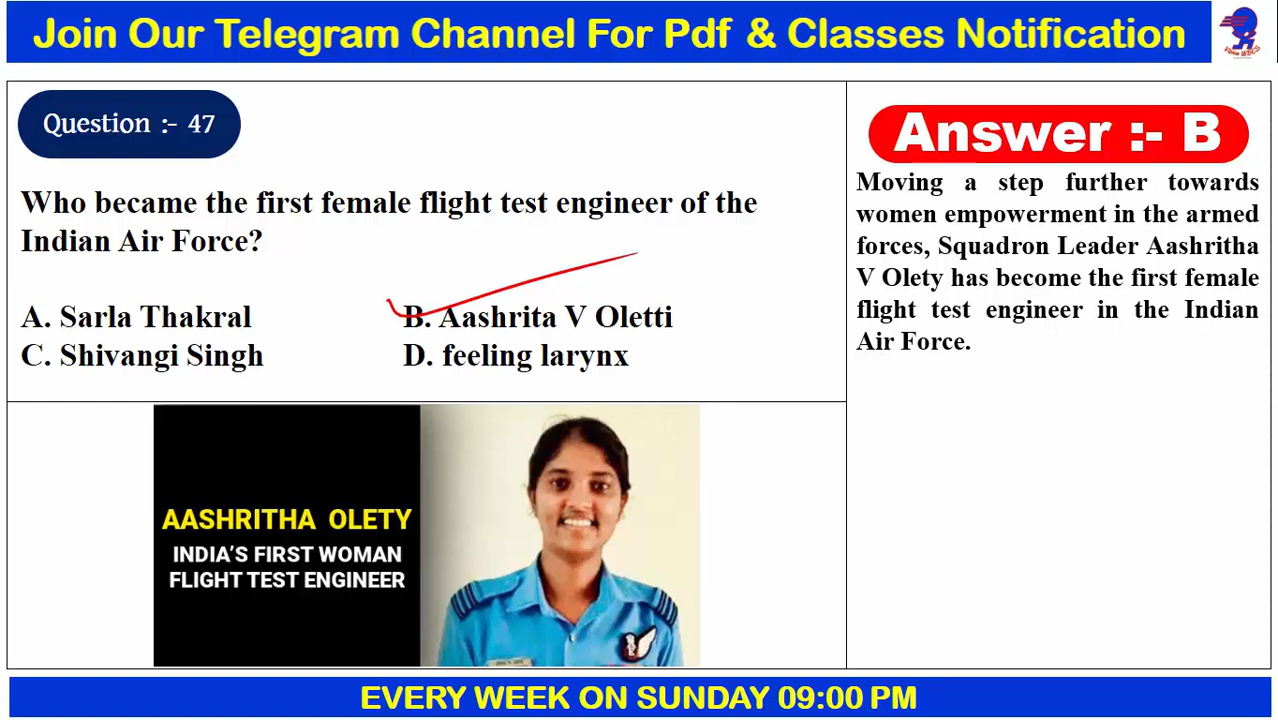 Join Our Telegram Channel For Pdf & Classes Notification
Question :- 47
Who became the first female flight test engineer of the
Indian Air Force?
A. Sarla Thakral
B. Aashrita V Oletti
C. Shivangi Singh
D. feeling larynx
AASHRITHA OLETY
INDIA'S FIRST WOMAN
FLIGHT TEST ENGINEER
Answer :- B
Moving a step further towards
women empowerment in the armed
forces, Squadron Leader Aashritha
V Olety has become the first female
flight test engineer in the Indian
Air Force.
EVERY WEEK ON SUNDAY 09:00 PM